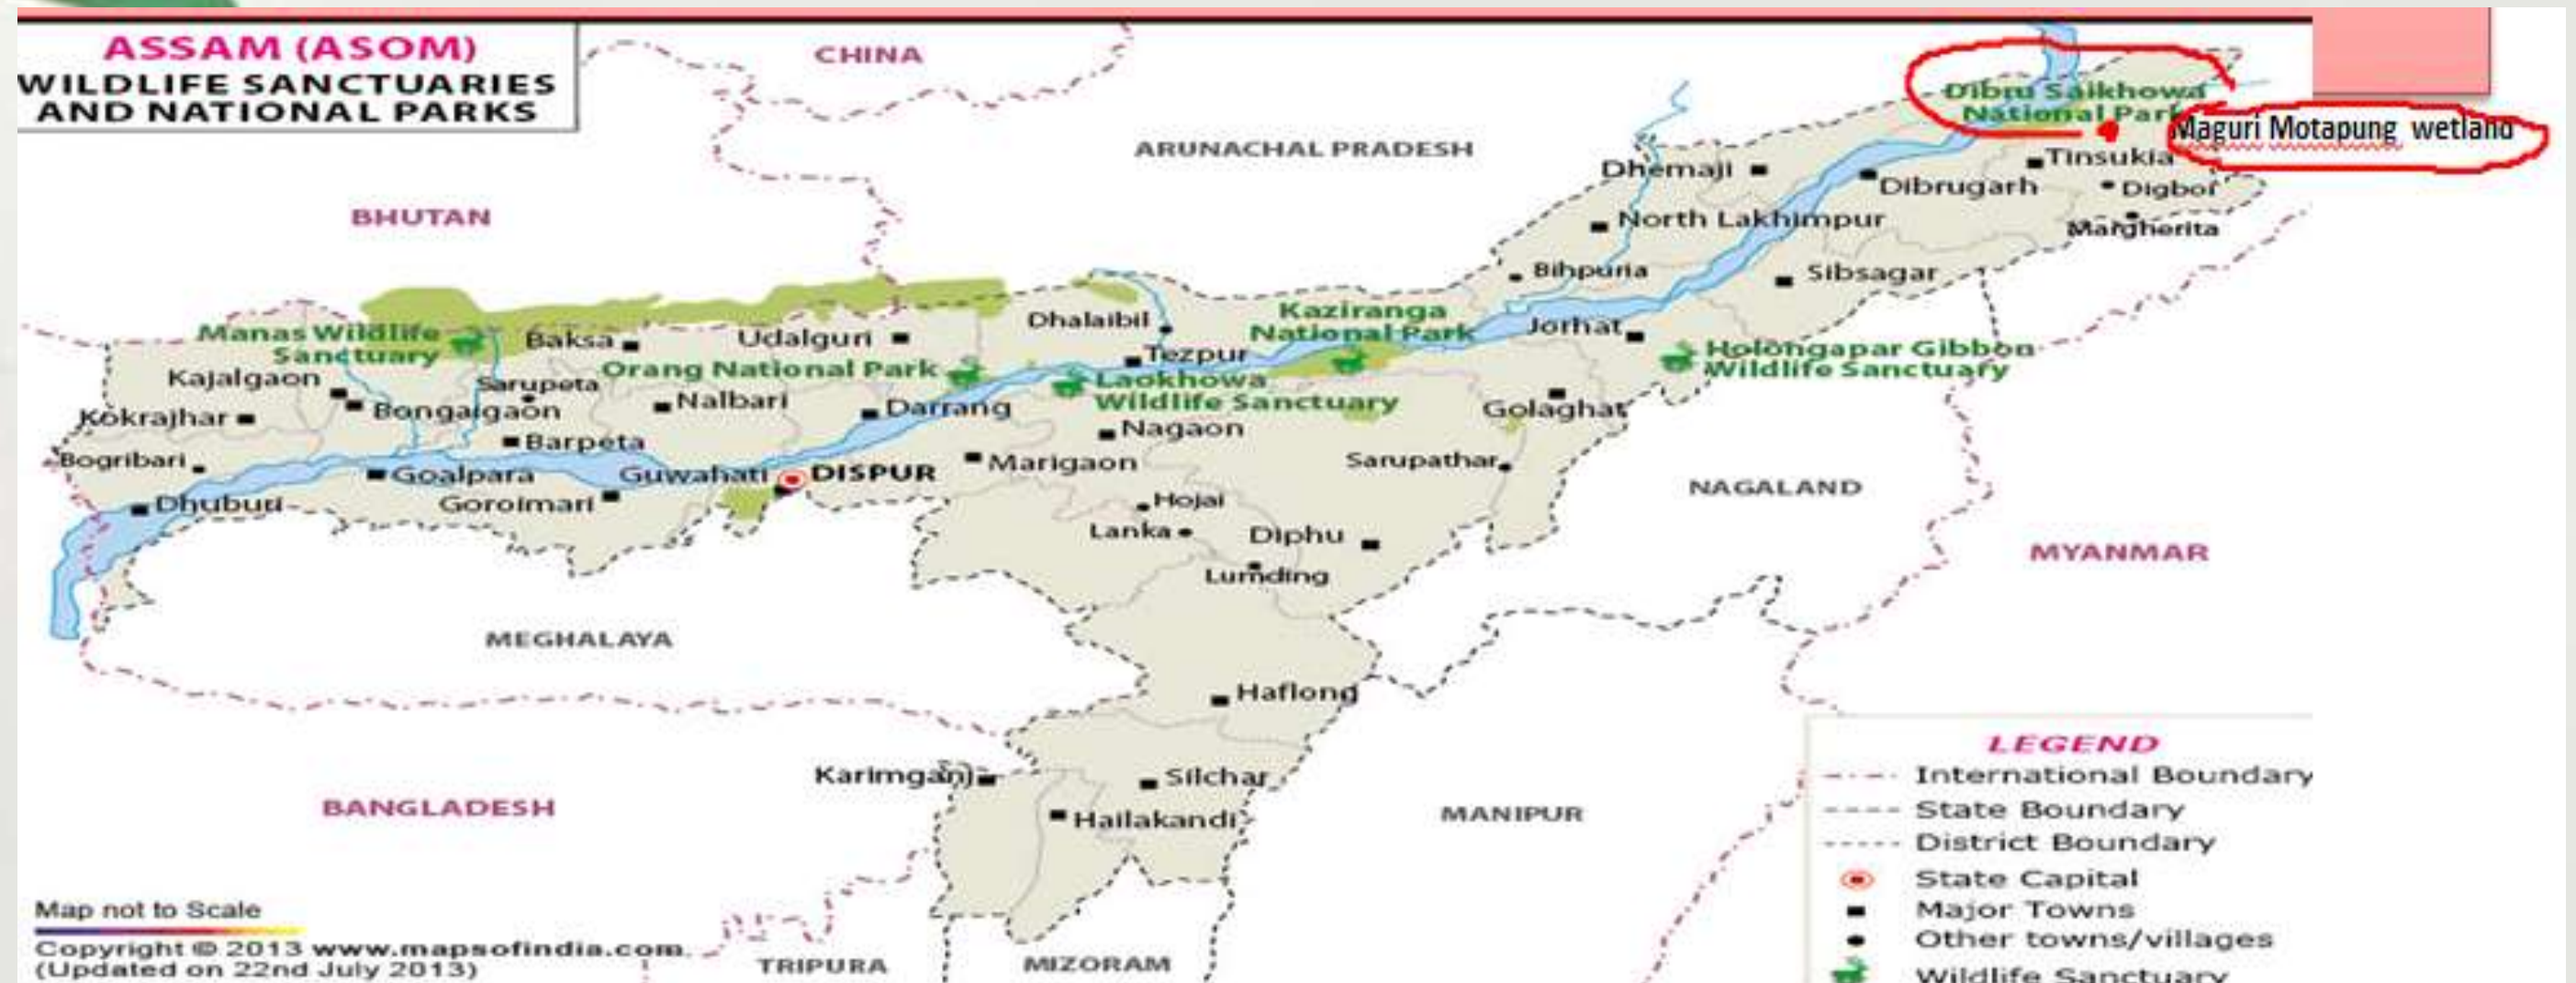 ASSAM (ASOM)
WILDLIFE SANCTUARIES
AND NATIONAL PARKS
CHINA
ARUNACHAL PRADESH
BHUTAN
Dibru Saikhowa
National Park
Maguri Motapung wetland
Tinsukia
Dhemaji
Dibrugarh
Digboi
North Lakhimpur
Margherita
Bihpuria
Sibsagar
Kaziranga
National Park
Dhalaibil
Jorhat
Manas Wildlife
Sanctuary
Baksa
Udalguri
Tezpur
Holongapar Gibbon
Wildlife Sanctuary
Orang National Park
Kajalgaon
Sarupeta
Laokhowa
Wildlife Sanctuary
Nalbari
Darrang
Golaghat
Kokrajhar
Bongaigaon
Nagaon
Barpeta
Bogribari
Goalpara
Guwahati
DISPUR
Marigaon
Sarupathar
NAGALAND
Dhuburi
Goroimari
Hojai
Lanka
Diphu
MYANMAR
Lumding
MEGHALAYA
Haflong
LEGEND
Karimganj
Silchar
International Boundary
BANGLADESH
Hailakandi
MANIPUR
State Boundary
District Boundary
State Capital
Map not to Scale
Major Towns
Copyright © 2013 www.mapsofindia.com
Other towns/villages
(Updated on 22nd July 2013)
TRIPURA
MIZORAM
Wildlife Sanctuary